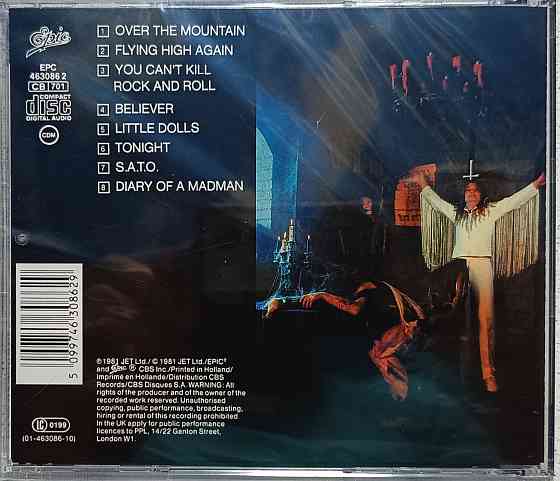 Epic
EPC
463086 2
CB 701
COMPACT
disc
DIGITAL AUDIO
CDM
1 OVER THE MOUNTAIN
2 FLYING HIGH AGAIN
3 YOU CAN'T KILL
ROCK AND ROLL
4 BELIEVER
5 LITTLE DOLLS
6 TONIGHT
7 S.A.T.O.
8 DIARY OF A MADMAN
5 099746 308629
℗ 1981 JET Ltd./ © 1981 JET Ltd./EPIC
and Epic ® CBS Inc./Printed in Holland/
Imprimé en Hollande/Distribution CBS
Records/CBS Disques S.A. WARNING: All
rights of the producer and of the owner of the
recorded work reserved. Unauthorised
copying, public performance, broadcasting,
hiring or rental of this recording prohibited.
In the UK apply for public performance
licences to PPL, 14/22 Ganton Street,
London W1.
IC 0199
(01-463086-10)